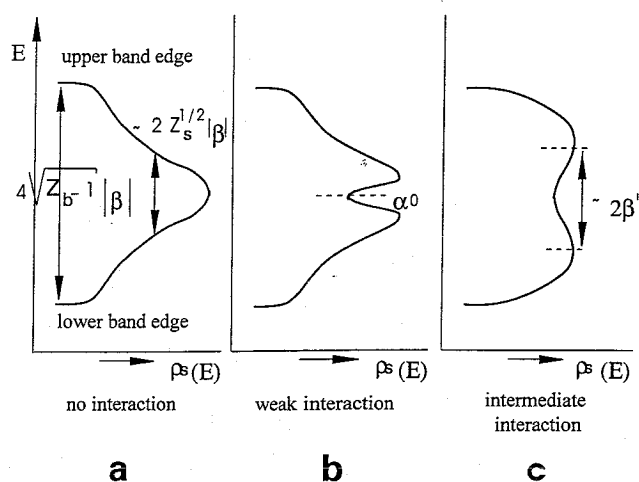 E
upper band edge
~ 2 Z_s^{1/2} |β|
4 √(Z_b - 1) |β|
lower band edge
ρs (E)
no interaction
a
α0
ρs (E)
weak interaction
b
~ 2β'
ρs (E)
intermediate
interaction
c